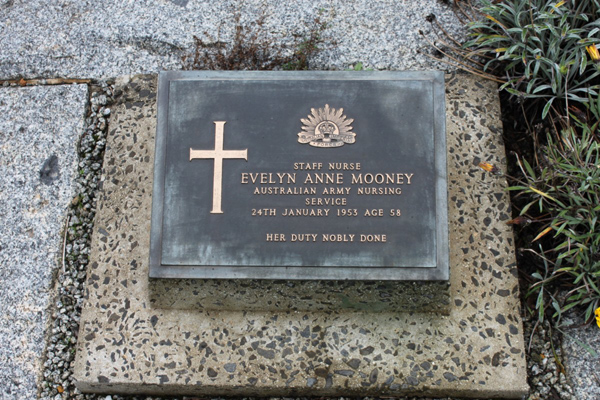 STAFF NURSE
EVELYN ANNE MOONEY
AUSTRALIAN ARMY NURSING
SERVICE
24TH JANUARY 1953 AGE 58
HER DUTY NOBLY DONE